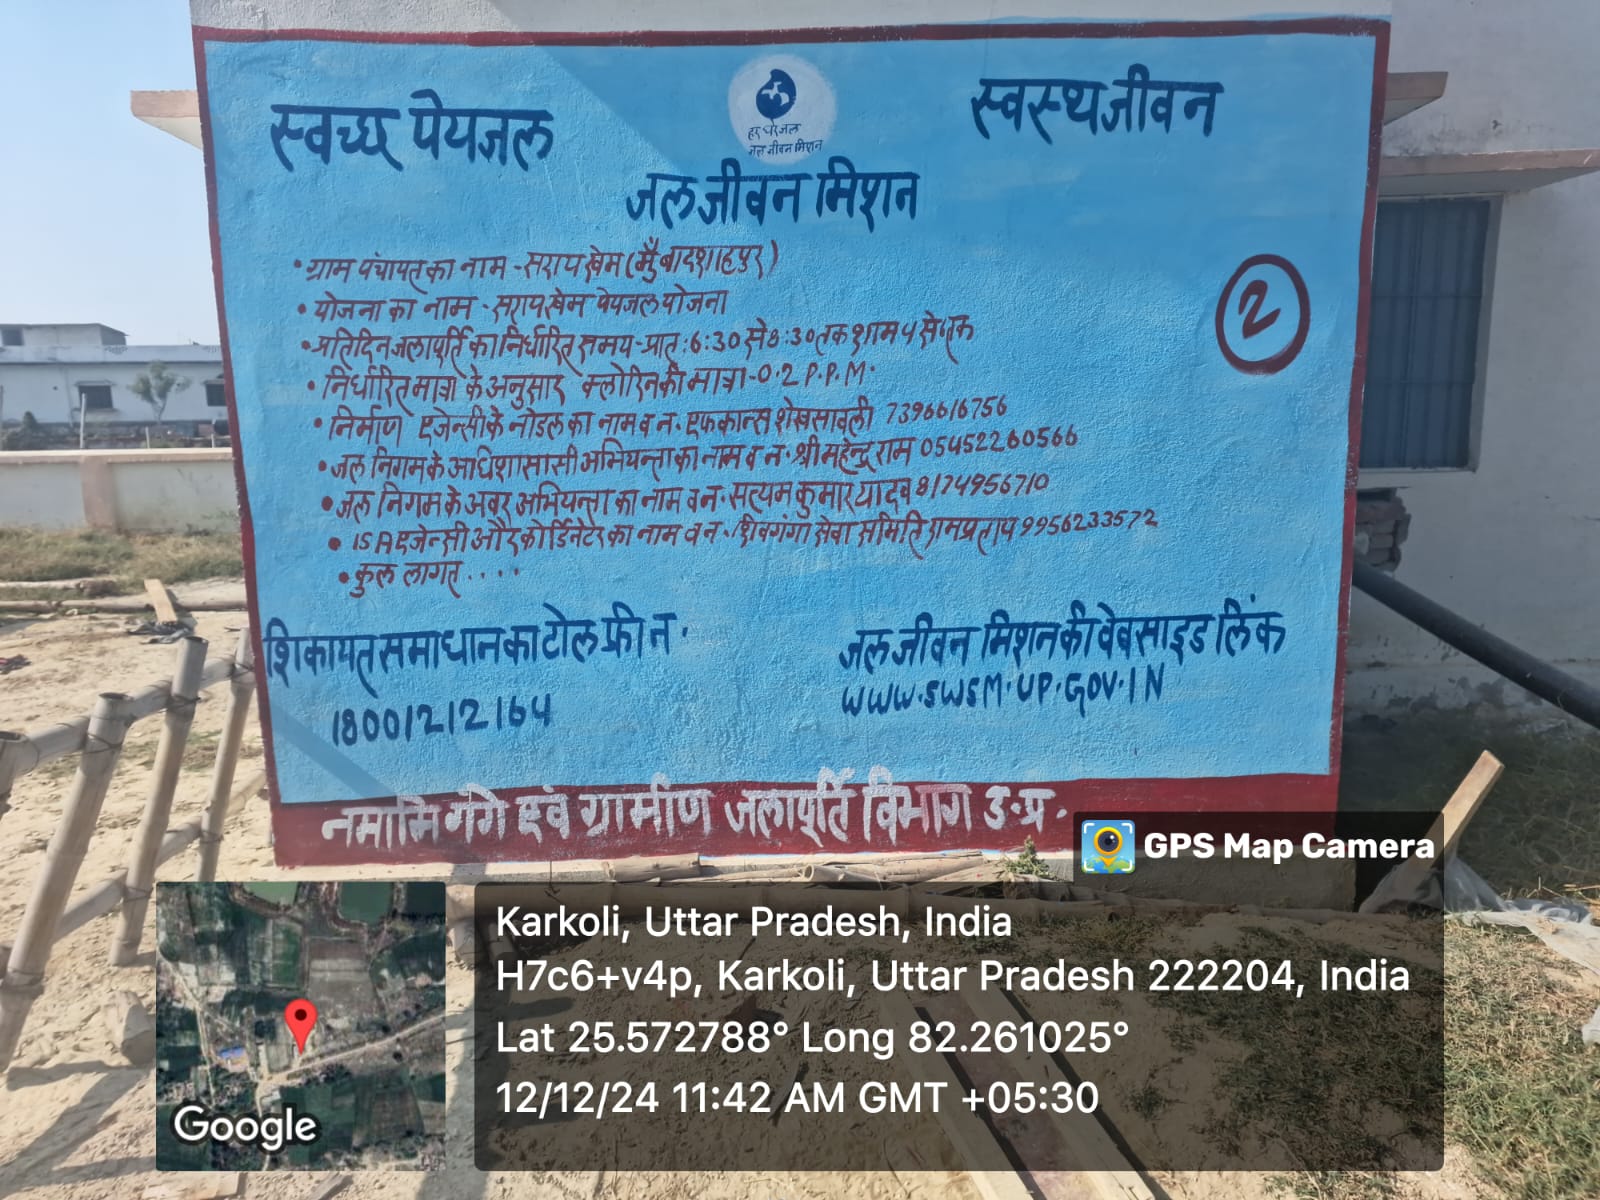 स्वच्छ पेयजल
स्वस्थ जीवन
हर घर जल
जल जीवन मिशन
जल जीवन मिशन
• ग्राम पंचायत का नाम - सराय खेम (मुँ बादशाहपुर)
• योजना का नाम - सराय खेम पेयजल योजना
• प्रतिदिन जलापूर्ति का निर्धारित समय - प्रात: 6:30 से 8:30 तक शाम 4 से तक
• निर्धारित मात्रा के अनुसार क्लोरिन की मात्रा - 0.2 P.P.M.
• निर्माण एजेन्सी के नोडल का नाम व न. एफकान्स शेख सावली 7396616756
• जल निगम के अधिशासासी अभियन्ता का नाम व न. श्री महेन्द्र राम 05452260566
• जल निगम के अवर अभियन्ता का नाम व न. सत्यम कुमार यादव 8174956710
• ISA एजेन्सी और कोर्डिनेटर का नाम व न. शिवगंगा सेवा समिति रामप्रताप 9956233572
• कुल लागत .....
2
शिकायत समाधान का टोल फ्री न.
18001212164
जल जीवन मिशन की वेबसाइड लिंक
WWW.SWSM.UP.GOV.IN
नमामि गंगे एवं ग्रामीण जलापूर्ति विभाग उ.प्र.
GPS Map Camera
Karkoli, Uttar Pradesh, India
H7c6+v4p, Karkoli, Uttar Pradesh 222204, India
Lat 25.572788° Long 82.261025°
12/12/24 11:42 AM GMT +05:30
Google